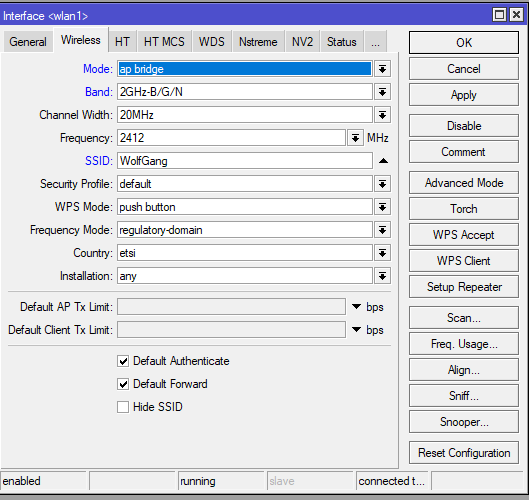 Interface <wlan1>
General Wireless HT HT MCS WDS Nstreme NV2 Status ...
OK
Mode: ap bridge
Cancel
Band: 2GHz-B/G/N
Apply
Channel Width: 20MHz
Frequency: 2412 MHz
Disable
SSID: WolfGang
Comment
Security Profile: default
Advanced Mode
WPS Mode: push button
Torch
Frequency Mode: regulatory-domain
WPS Accept
Country: etsi
WPS Client
Installation: any
Setup Repeater
Default AP Tx Limit: bps
Scan...
Default Client Tx Limit: bps
Freq. Usage...
Default Authenticate
Align...
Default Forward
Sniff...
Hide SSID
Snooper...
Reset Configuration
enabled running slave connected t...